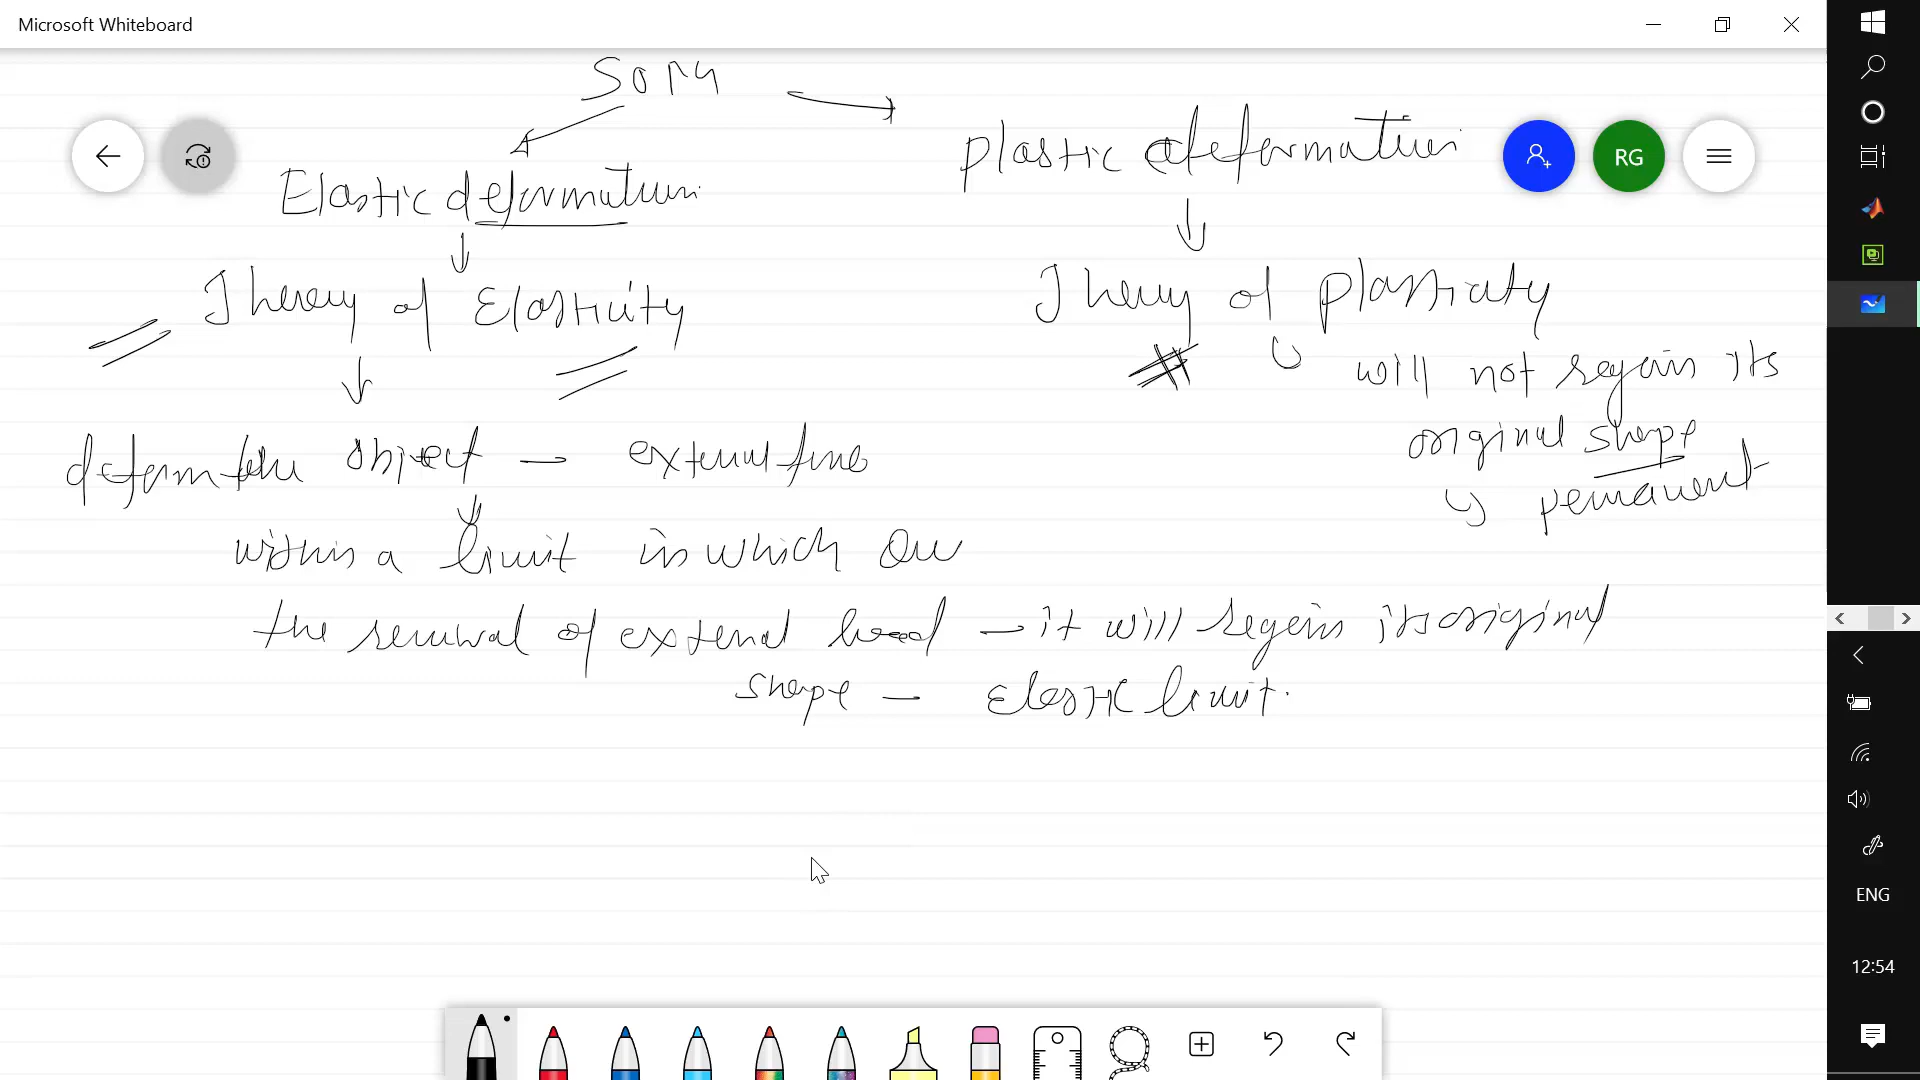 Microsoft Whiteboard
SOM
Elastic deformation
plastic deformation
RG
Theory of Elasticity
Theory of plasticity
will not regain its
original shape
permanent
deform the object – external force
within a limit in which on
the removal of external load – it will regain its original
shape – Elastic limit.
ENG
12:54